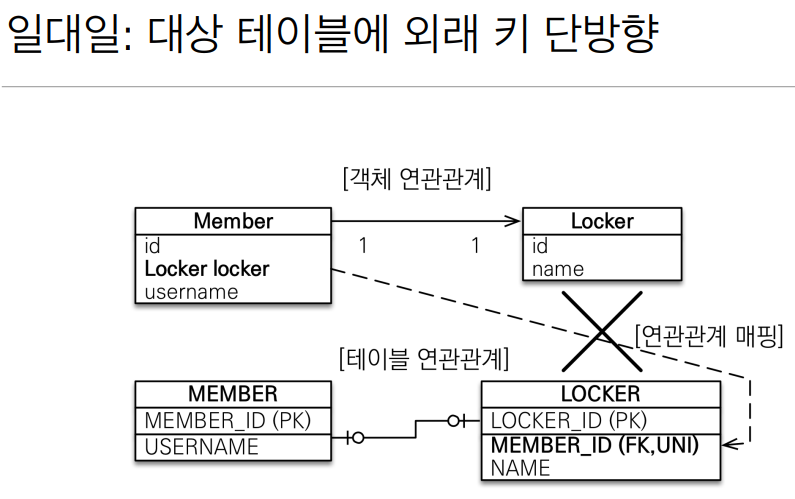 일대일: 대상 테이블에 외래 키 단방향
[객체 연관관계]
Member
id
Locker locker
username
1
1
Locker
id
name
[연관관계 매핑]
[테이블 연관관계]
MEMBER
MEMBER_ID (PK)
USERNAME
LOCKER
LOCKER_ID (PK)
MEMBER_ID (FK,UNI)
NAME